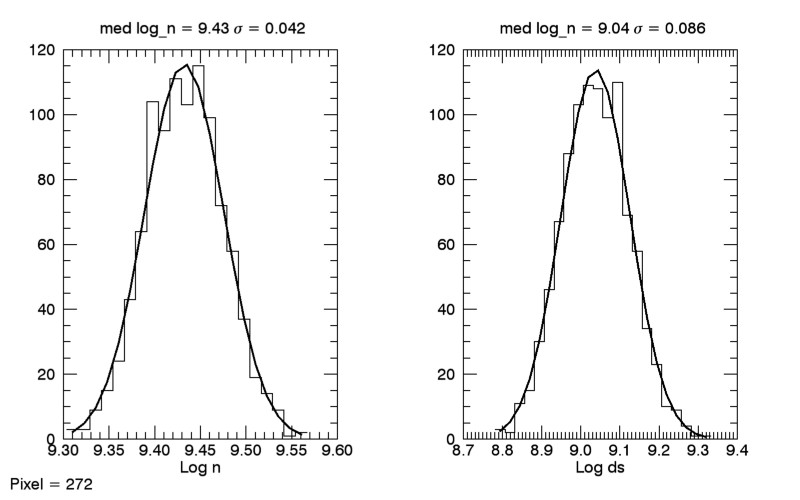 med log_n = 9.43 σ = 0.042
120
100
80
60
40
20
0
9.30 9.35 9.40 9.45 9.50 9.55 9.60
Log n
med log_n = 9.04 σ = 0.086
120
100
80
60
40
20
0
8.7 8.8 8.9 9.0 9.1 9.2 9.3 9.4
Log ds
Pixel = 272